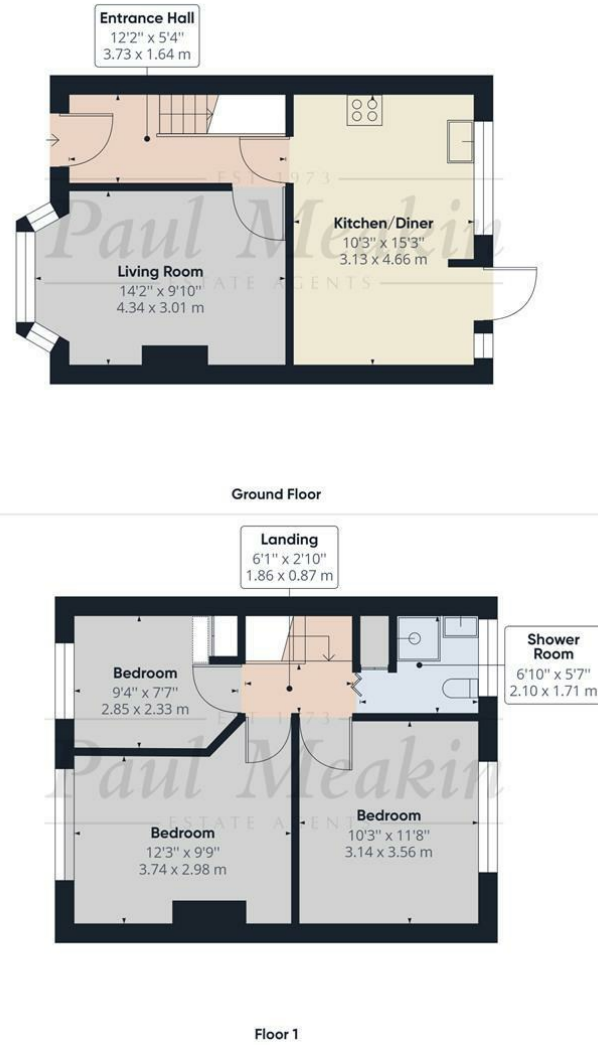 Entrance Hall
12'2" x 5'4"
3.73 x 1.64 m
EST 1973
Paul Meakin
ESTATE AGENTS
Kitchen/Diner
10'3" x 15'3"
3.13 x 4.66 m
Living Room
14'2" x 9'10"
4.34 x 3.01 m
Ground Floor
Landing
6'1" x 2'10"
1.86 x 0.87 m
Shower
Room
6'10" x 5'7"
2.10 x 1.71 m
Bedroom
9'4" x 7'7"
2.85 x 2.33 m
EST 1973
Paul Meakin
ESTATE AGENTS
Bedroom
12'3" x 9'9"
3.74 x 2.98 m
Bedroom
10'3" x 11'8"
3.14 x 3.56 m
Floor 1